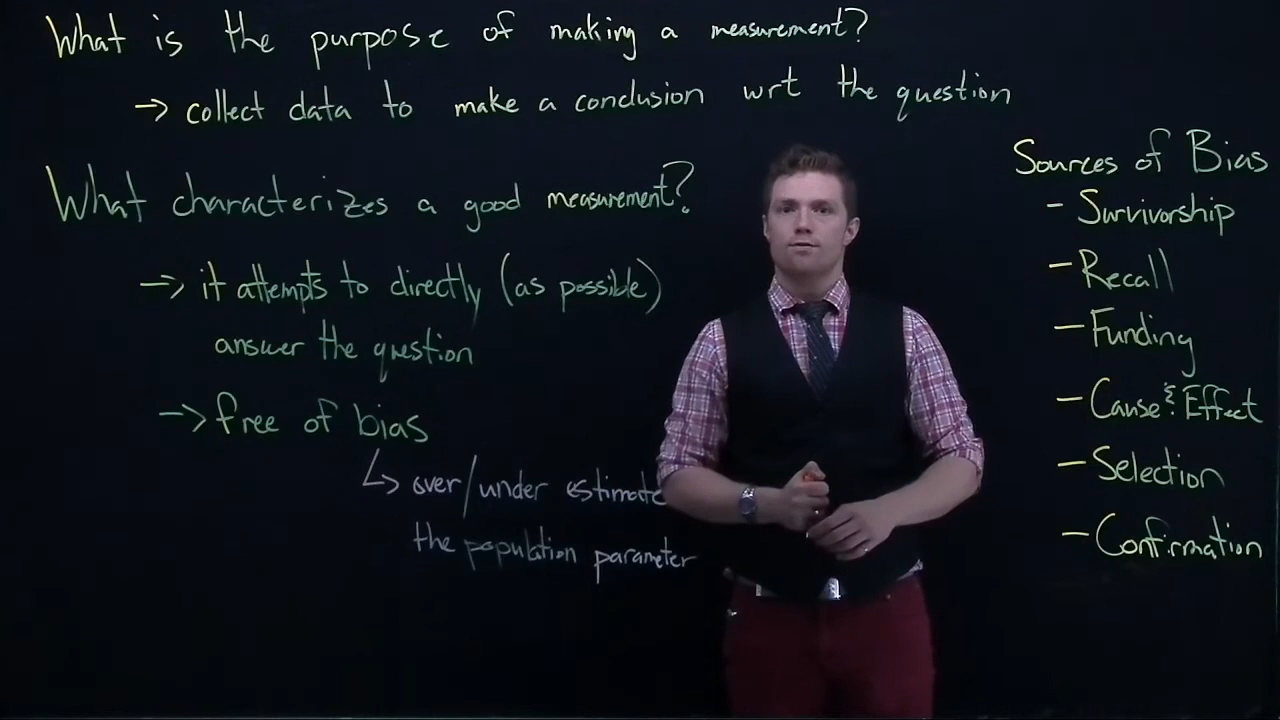 What is the purpose of making a measurement?
→ collect data to make a conclusion wrt the question
What characterizes a good measurement?
→ it attempts to directly (as possible)
answer the question
→ free of bias
↳ over/under estimate
the population parameter
Sources of Bias
- Survivorship
- Recall
- Funding
- Cause & Effect
- Selection
- Confirmation